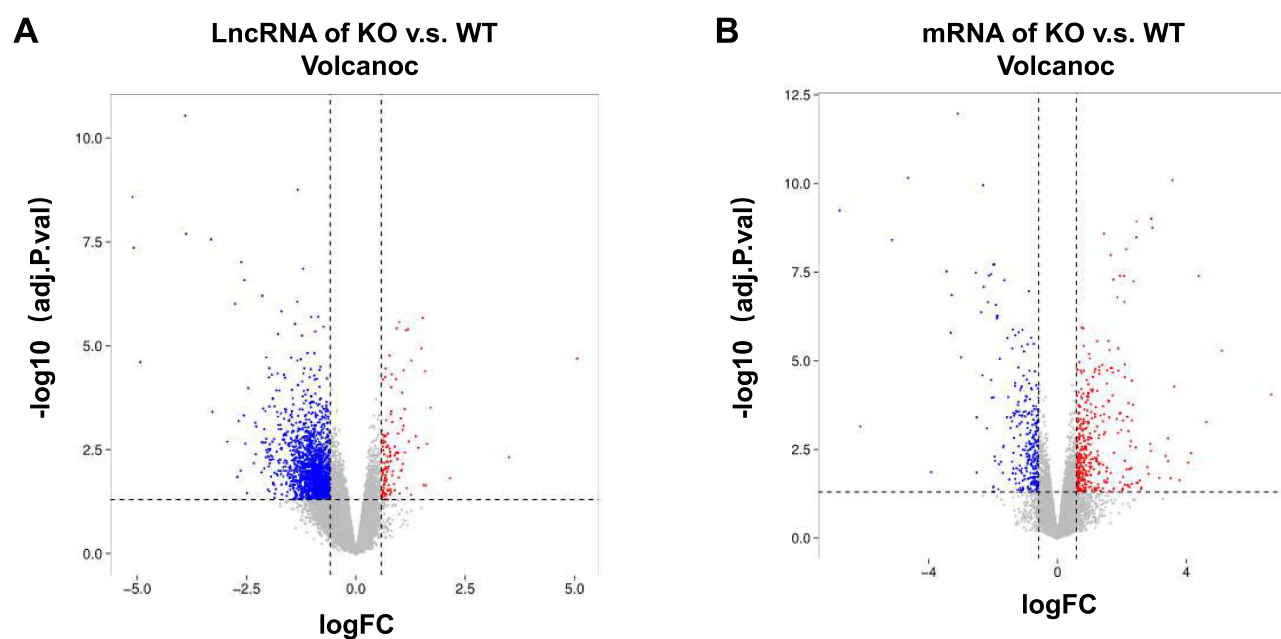 A
LncRNA of KO v.s. WT
Volcanoc
10.0
7.5
5.0
2.5
0.0
-log10 (adj.P.val)
−5.0 −2.5 0.0 2.5 5.0
logFC
B
mRNA of KO v.s. WT
Volcanoc
12.5
10.0
7.5
5.0
2.5
0.0
-log10 (adj.P.val)
−4 0 4
logFC